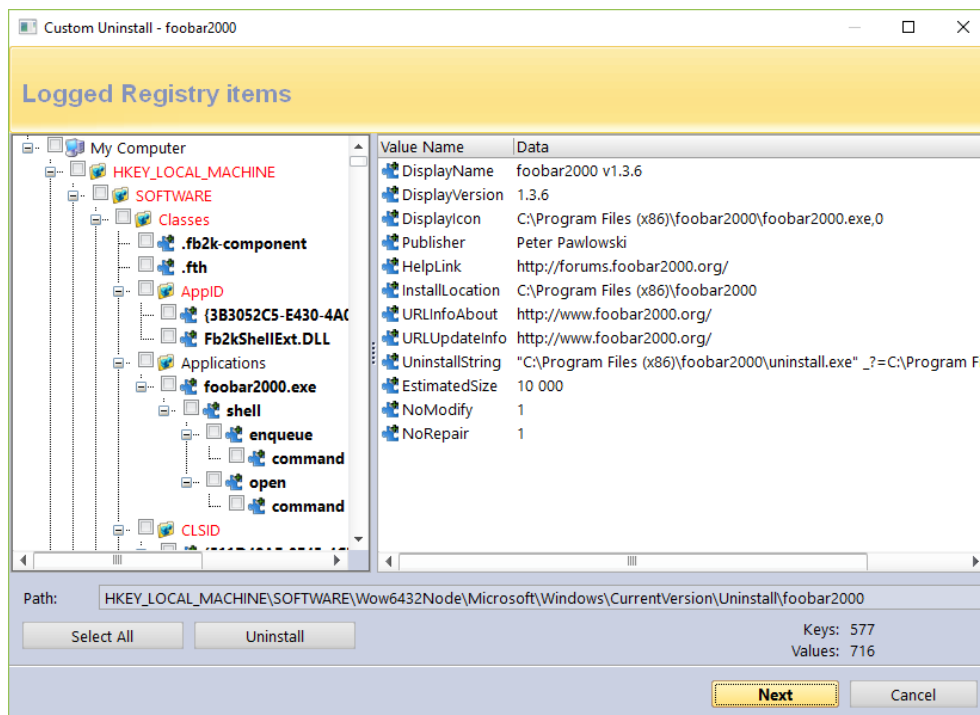 Custom Uninstall - foobar2000
Logged Registry items
My Computer
HKEY_LOCAL_MACHINE
SOFTWARE
Classes
.fb2k-component
.fth
AppID
{3B3052C5-E430-4A0
Fb2kShellExt.DLL
Applications
foobar2000.exe
shell
enqueue
command
open
command
CLSID
Value Name Data
DisplayName foobar2000 v1.3.6
DisplayVersion 1.3.6
DisplayIcon C:\Program Files (x86)\foobar2000\foobar2000.exe,0
Publisher Peter Pawlowski
HelpLink http://forums.foobar2000.org/
InstallLocation C:\Program Files (x86)\foobar2000
URLInfoAbout http://www.foobar2000.org/
URLUpdateInfo http://www.foobar2000.org/
UninstallString "C:\Program Files (x86)\foobar2000\uninstall.exe" _?=C:\Program F
EstimatedSize 10 000
NoModify 1
NoRepair 1
Path: HKEY_LOCAL_MACHINE\SOFTWARE\Wow6432Node\Microsoft\Windows\CurrentVersion\Uninstall\foobar2000
Select All Uninstall Keys: 577
Values: 716
Next Cancel